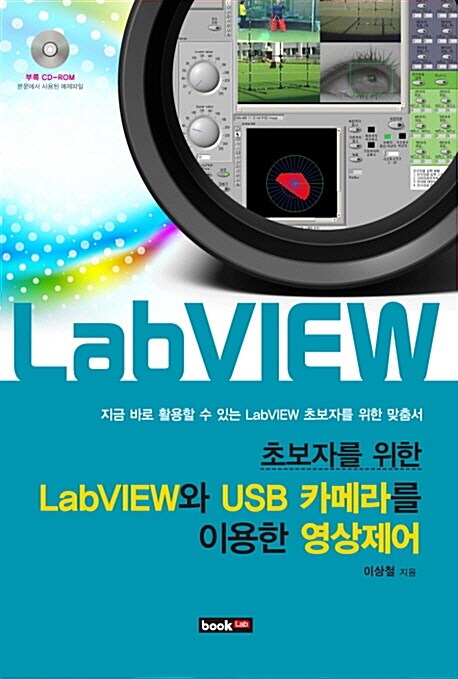 부록 CD-ROM
본문에서 사용된 예제파일
LabVIEW
지금 바로 활용할 수 있는 LabVIEW 초보자를 위한 맞춤서
초보자를 위한
LabVIEW와 USB 카메라를
이용한 영상제어
이상철 지음
book Lab